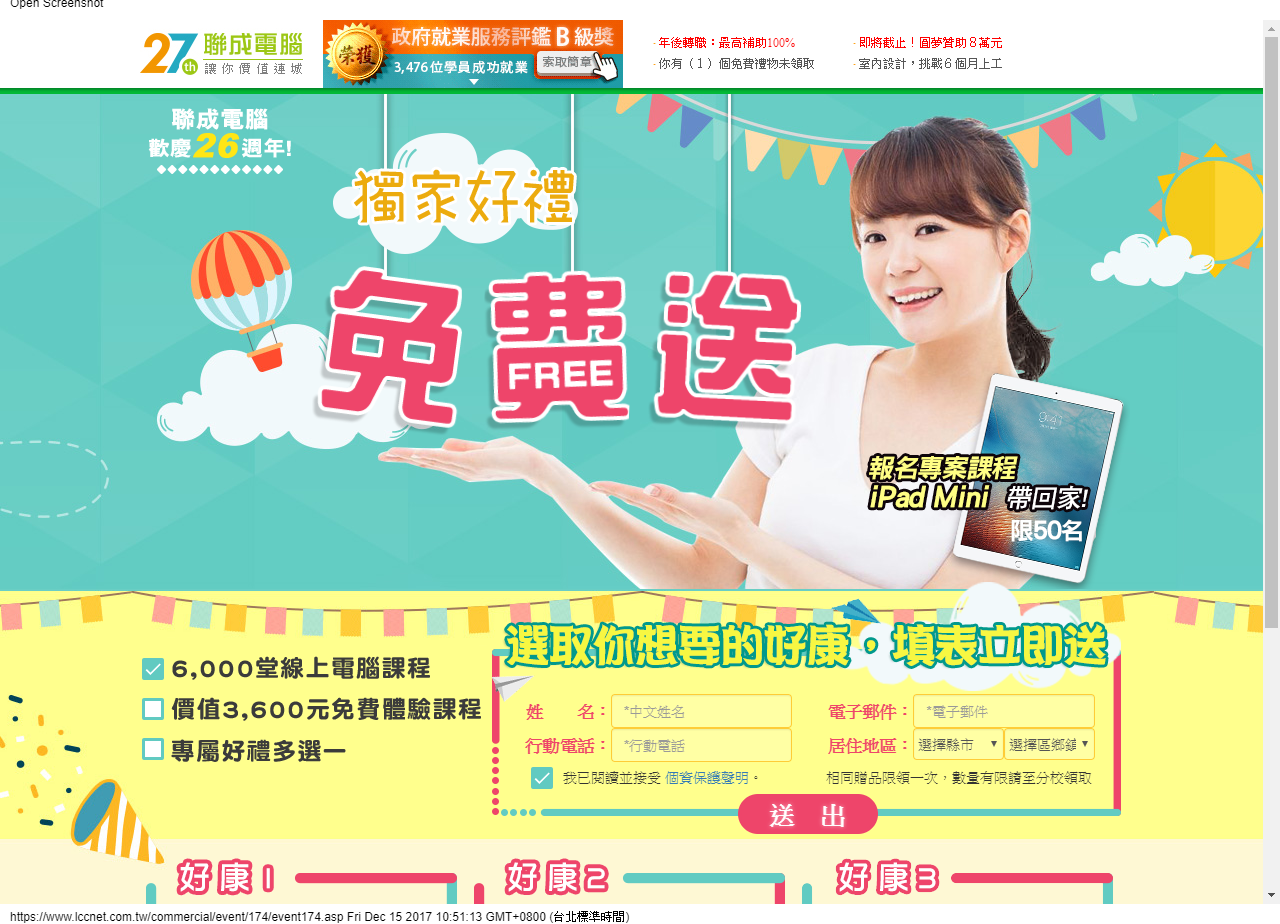 Open Screenshot
27th 聯成電腦
讓你價值連城
榮獲
政府就業服務評鑑B級獎
3,476位學員成功就業
索取簡章
- 年後轉職：最高補助100%
- 即將截止！圓夢贊助８萬元
- 你有（１）個免費禮物未領取
- 室內設計，挑戰６個月上工
聯成電腦
歡慶26週年!
獨家好禮
免費送
FREE
報名專案課程
iPad Mini 帶回家!
限50名
選取你想要的好康，填表立即送
6,000堂線上電腦課程
價值3,600元免費體驗課程
專屬好禮多選一
姓 名： *中文姓名
電子郵件： *電子郵件
行動電話： *行動電話
居住地區： 選擇縣市 選擇區鄉鎮
我已閱讀並接受 個資保護聲明。
相同贈品限領一次，數量有限請至分校領取
送 出
好康1
好康2
好康3
https://www.lccnet.com.tw/commercial/event/174/event174.asp Fri Dec 15 2017 10:51:13 GMT+0800 (台北標準時間)